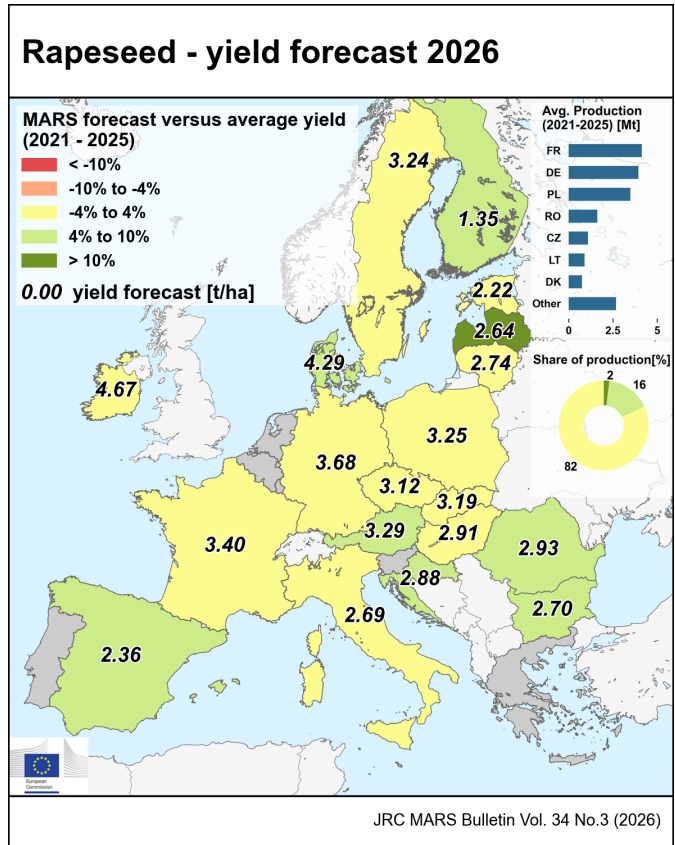 Rapeseed - yield forecast 2026
MARS forecast versus average yield
(2021 - 2025)
< -10%
-10% to -4%
-4% to 4%
4% to 10%
> 10%
0.00 yield forecast [t/ha]
Avg. Production
(2021-2025) [Mt]
FR
DE
PL
RO
CZ
LT
DK
Other
0 2.5 5
Share of production[%]
2
16
82
3.24
1.35
2.22
2.64
2.74
4.29
4.67
3.25
3.68
3.12
3.19
3.29
2.91
3.40
2.93
2.88
2.70
2.69
2.36
European
Commission
JRC MARS Bulletin Vol. 34 No.3 (2026)